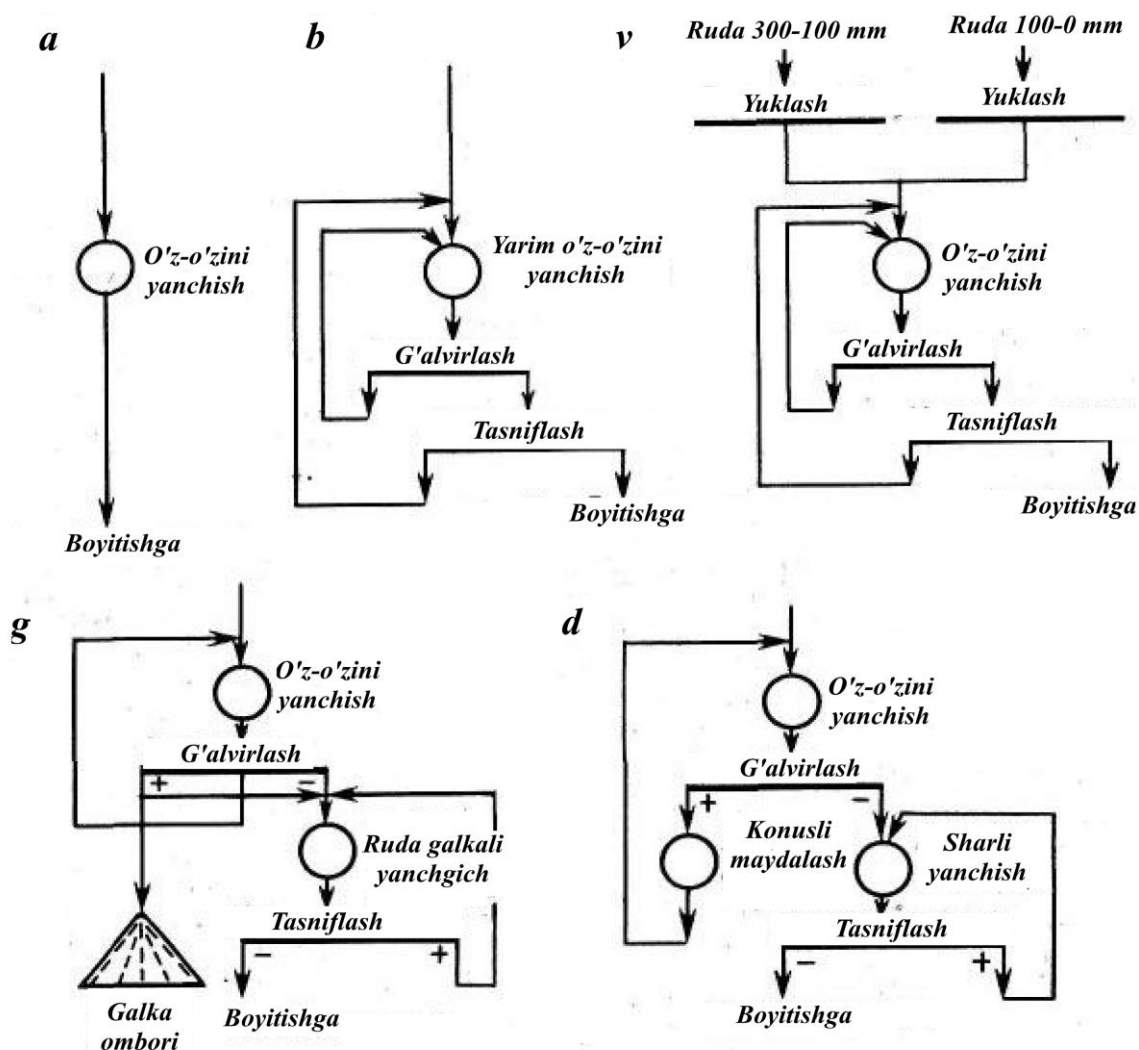 a
O'z-o'zini
yanchish
Boyitishga
b
Yarim o'z-o'zini
yanchish
G'alvirlash
Tasniflash
Boyitishga
v
Ruda 300-100 mm
Ruda 100-0 mm
Yuklash
Yuklash
O'z-o'zini
yanchish
G'alvirlash
Tasniflash
Boyitishga
g
O'z-o'zini
yanchish
G'alvirlash
+
−
Ruda galkali
yanchgich
Tasniflash
−
+
Galka
ombori
Boyitishga
d
O'z-o'zini
yanchish
G'alvirlash
+
−
Konusli
maydalash
Sharli
yanchish
Tasniflash
−
+
Boyitishga